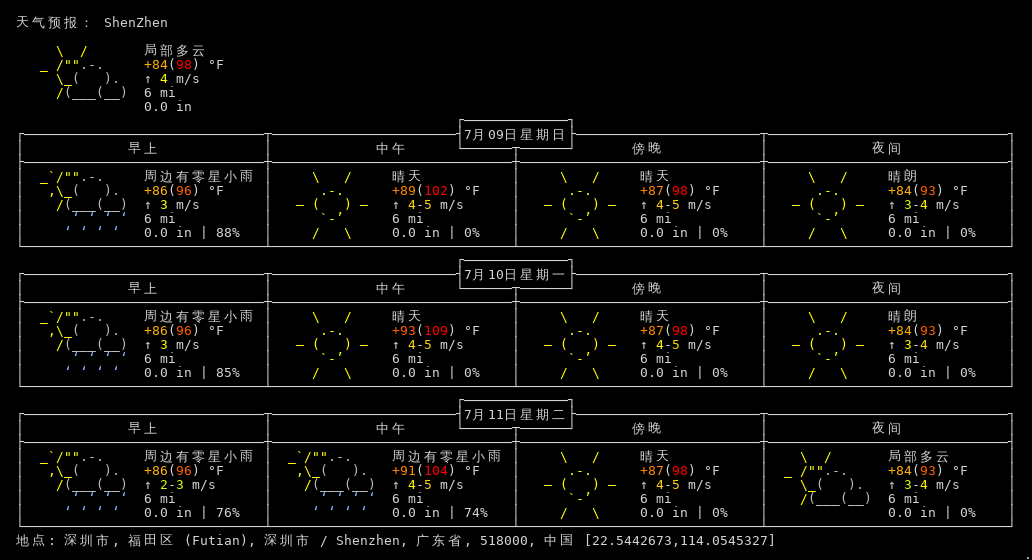 天气预报： ShenZhen
局部多云
+84(98) °F
↑ 4 m/s
6 mi
0.0 in
7月09日星期日
早上 中午 傍晚 夜间
周边有零星小雨 晴天 晴天 晴朗
+86(96) °F +89(102) °F +87(98) °F +84(93) °F
↑ 3 m/s ↑ 4-5 m/s ↑ 4-5 m/s ↑ 3-4 m/s
6 mi 6 mi 6 mi 6 mi
0.0 in | 88% 0.0 in | 0% 0.0 in | 0% 0.0 in | 0%
7月10日星期一
早上 中午 傍晚 夜间
周边有零星小雨 晴天 晴天 晴朗
+86(96) °F +93(109) °F +87(98) °F +84(93) °F
↑ 3 m/s ↑ 4-5 m/s ↑ 4-5 m/s ↑ 3-4 m/s
6 mi 6 mi 6 mi 6 mi
0.0 in | 85% 0.0 in | 0% 0.0 in | 0% 0.0 in | 0%
7月11日星期二
早上 中午 傍晚 夜间
周边有零星小雨 周边有零星小雨 晴天 局部多云
+86(96) °F +91(104) °F +87(98) °F +84(93) °F
↑ 2-3 m/s ↑ 4-5 m/s ↑ 4-5 m/s ↑ 3-4 m/s
6 mi 6 mi 6 mi 6 mi
0.0 in | 76% 0.0 in | 74% 0.0 in | 0% 0.0 in | 0%
地点: 深圳市, 福田区 (Futian), 深圳市 / Shenzhen, 广东省, 518000, 中国 [22.5442673,114.0545327]